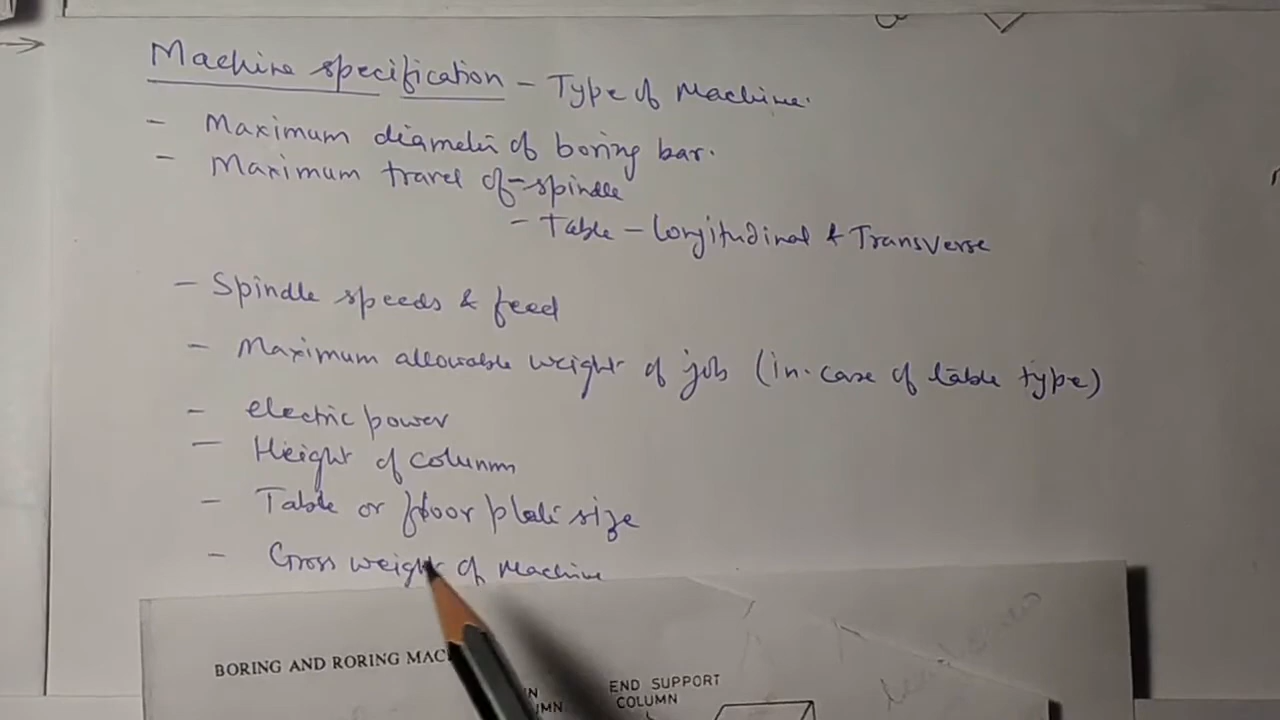 Machine specification - Type of Machine.
- Maximum diameter of boring bar.
- Maximum travel of - spindle
- Table - longitudinal & Transverse
- Spindle speeds & feed
- Maximum allowable weight of job (in case of table type)
- electric power
- Height of column
- Table or floor plate size
- Gross weight of Machine
BORING AND RORING MAC
END SUPPORT
COLUMN